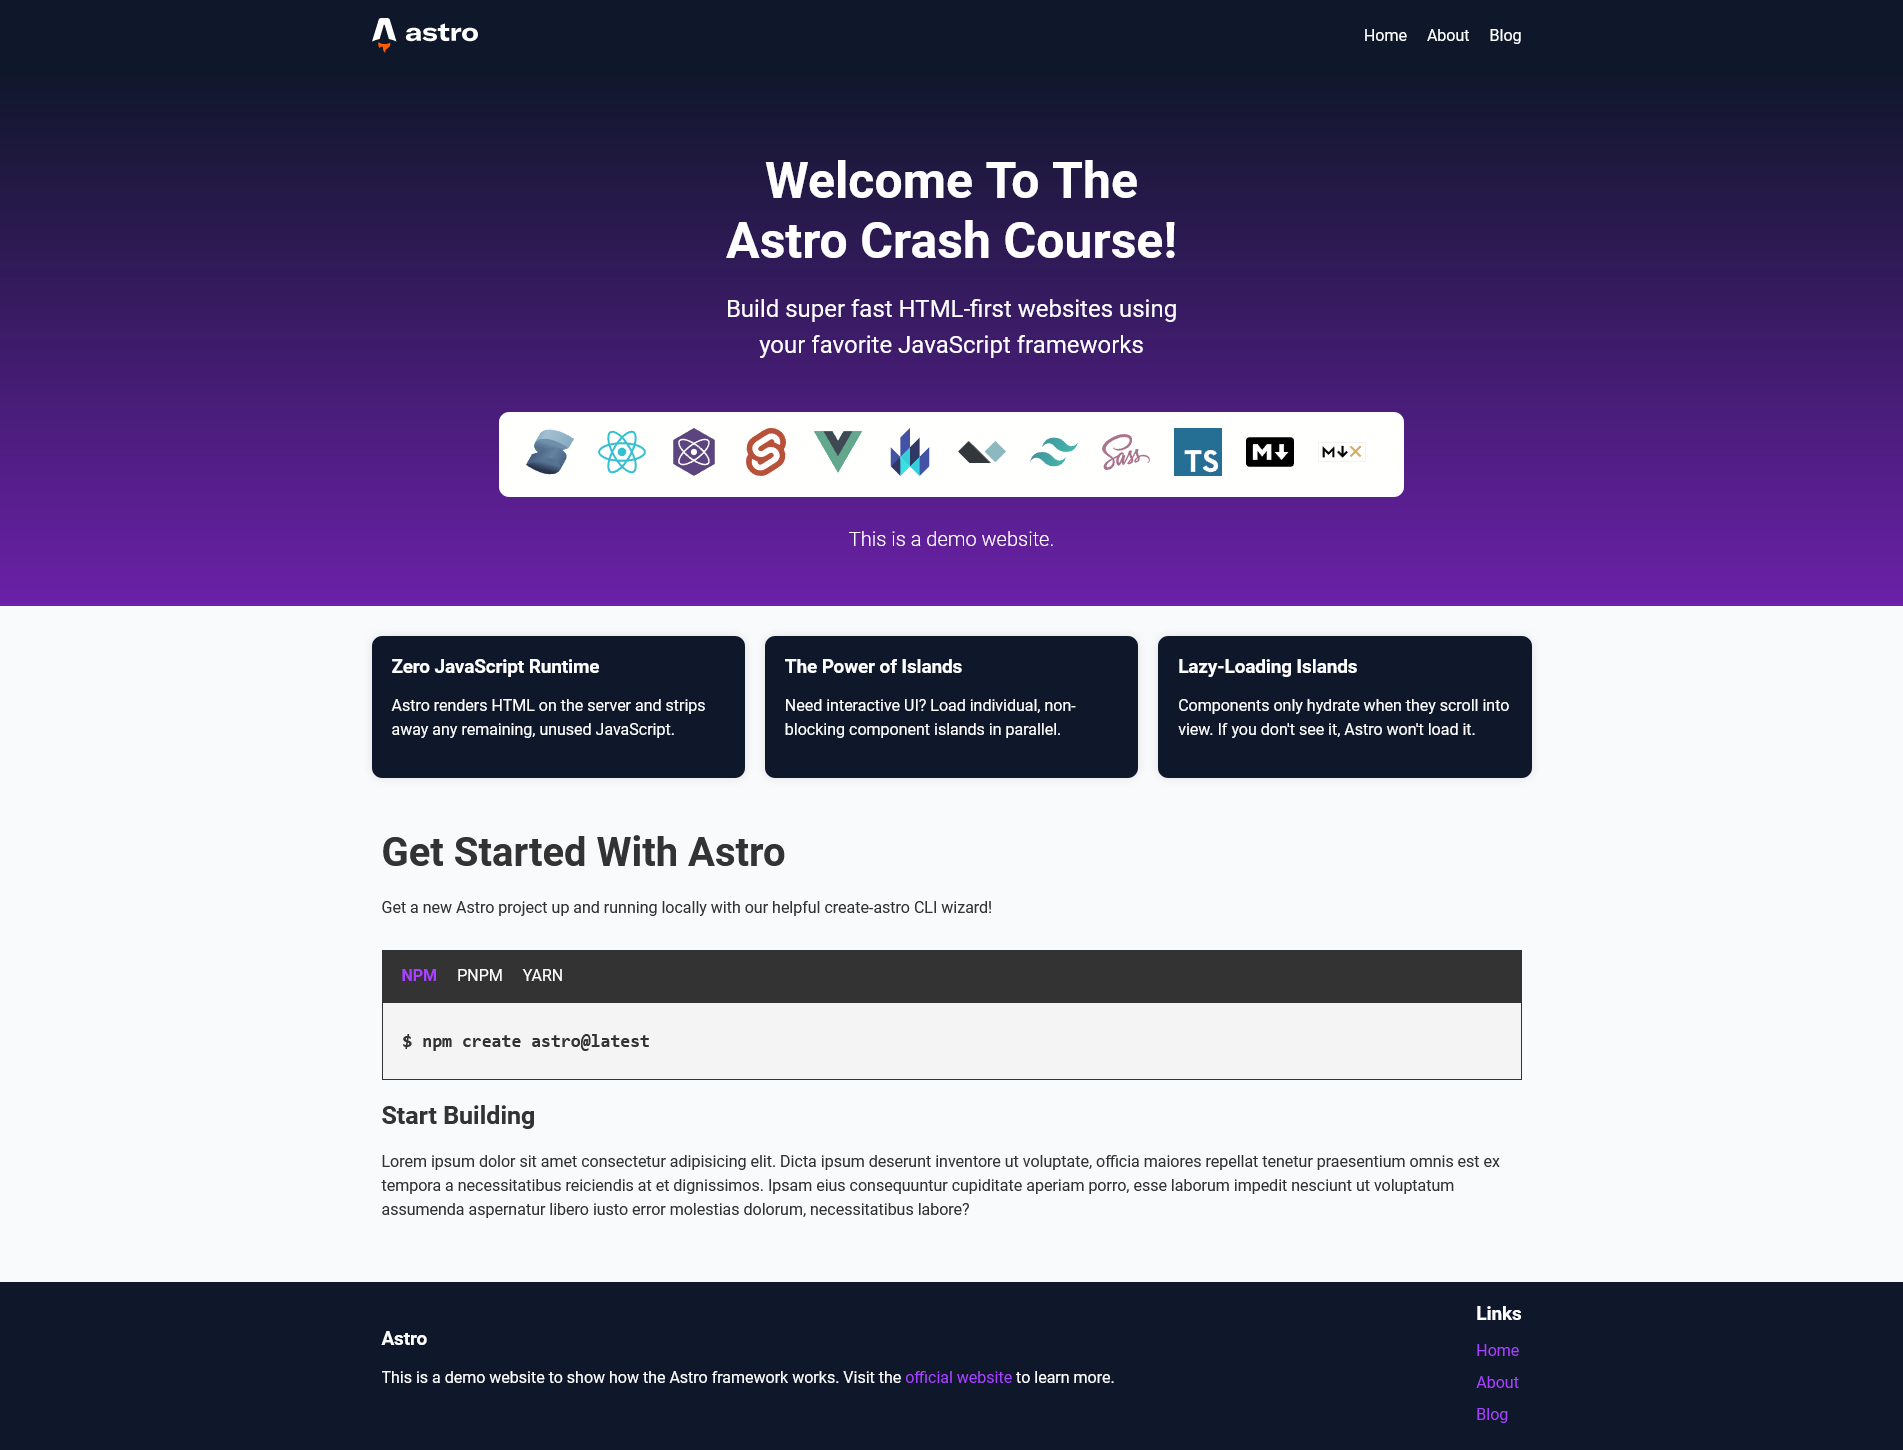 astro
Home About Blog
Welcome To The
Astro Crash Course!
Build super fast HTML-first websites using
your favorite JavaScript frameworks
Sass TS M M X
This is a demo website.
Zero JavaScript Runtime
Astro renders HTML on the server and strips
away any remaining, unused JavaScript.
The Power of Islands
Need interactive UI? Load individual, non-
blocking component islands in parallel.
Lazy-Loading Islands
Components only hydrate when they scroll into
view. If you don't see it, Astro won't load it.
Get Started With Astro
Get a new Astro project up and running locally with our helpful create-astro CLI wizard!
NPM PNPM YARN
$ npm create astro@latest
Start Building
Lorem ipsum dolor sit amet consectetur adipisicing elit. Dicta ipsum deserunt inventore ut voluptate, officia maiores repellat tenetur praesentium omnis est ex
tempora a necessitatibus reiciendis at et dignissimos. Ipsam eius consequuntur cupiditate aperiam porro, esse laborum impedit nesciunt ut voluptatum
assumenda aspernatur libero iusto error molestias dolorum, necessitatibus labore?
Astro
This is a demo website to show how the Astro framework works. Visit the official website to learn more.
Links
Home
About
Blog